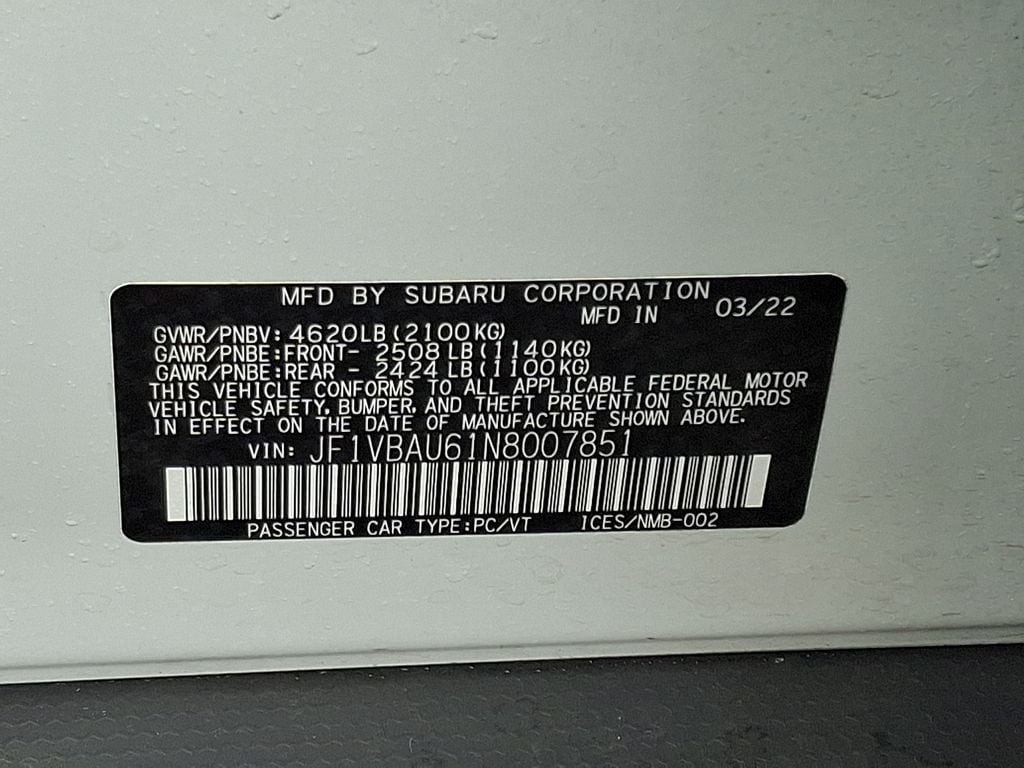 MFD BY SUBARU CORPORATION
MFD IN 03/22
GVWR/PNBV: 4620LB(2100KG)
GAWR/PNBE:FRONT- 2508 LB(1140KG)
GAWR/PNBE:REAR - 2424 LB(1100KG)
THIS VEHICLE CONFORMS TO ALL APPLICABLE FEDERAL MOTOR
VEHICLE SAFETY, BUMPER, AND THEFT PREVENTION STANDARDS
IN EFFECT ON THE DATE OF MANUFACTURE SHOWN ABOVE.
VIN: JF1VBAU61N8007851
PASSENGER CAR TYPE:PC/VT ICES/NMB-002